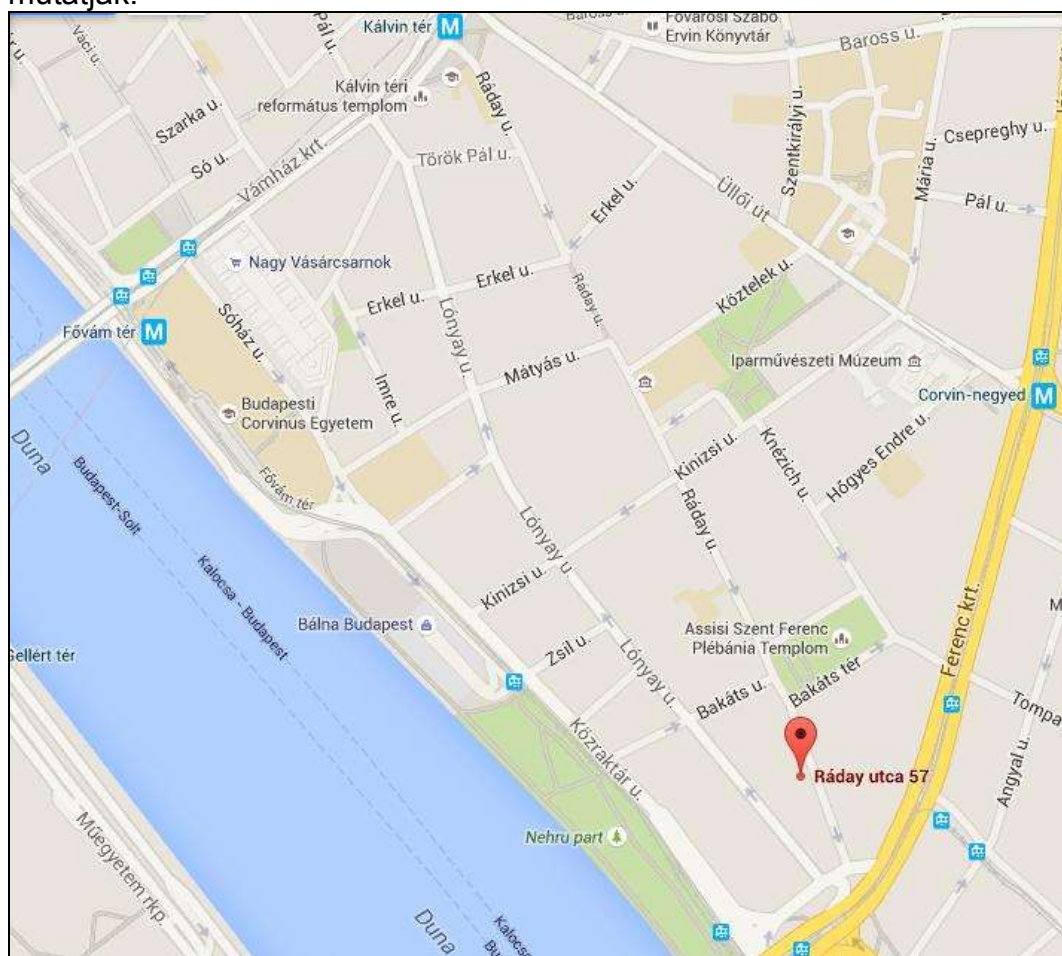 mutatják.
Kálvin tér M
Fővárosi Szabó
Ervin Könyvtár
Baross u.
Váci u.
Pál u.
Kálvin téri
református templom
Ráday u.
Szarka u.
Só u.
Vámház krt.
Török Pál u.
Szentkirályi u.
Mária u.
Csepreghy u.
Pál u.
Üllői út
Erkel u.
Nagy Vásárcsarnok
Erkel u.
Erkel u.
Ráday u.
Köztelek u.
Fővám tér M
Sóház u.
Lónyay u.
Imre u.
Mátyás u.
Iparművészeti Múzeum
Corvin-negyed M
Budapesti
Corvinus Egyetem
Duna
Budapest-Solt
Fővám tér
Kinizsi u.
Knézich u.
Hőgyes Endre u.
Ráday u.
Lónyay u.
Kalocsa - Budapest
Kinizsi u.
Bálna Budapest
Zsil u.
Lónyay u.
Assisi Szent Ferenc
Plébánia Templom
Ferenc krt.
Gellért tér
Bakáts u.
Bakáts tér
Tompa
Angyal u.
Közraktár u.
Ráday utca 57
Nehru part
Műegyetem rkp.
Duna